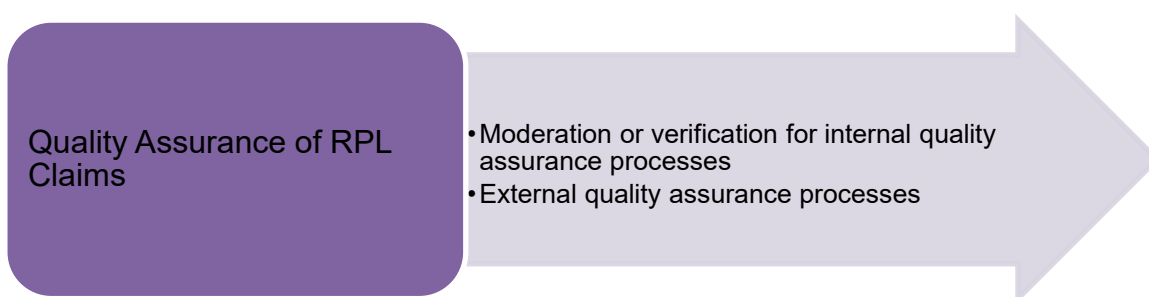 Quality Assurance of RPL
Claims
•Moderation or verification for internal quality
assurance processes
•External quality assurance processes